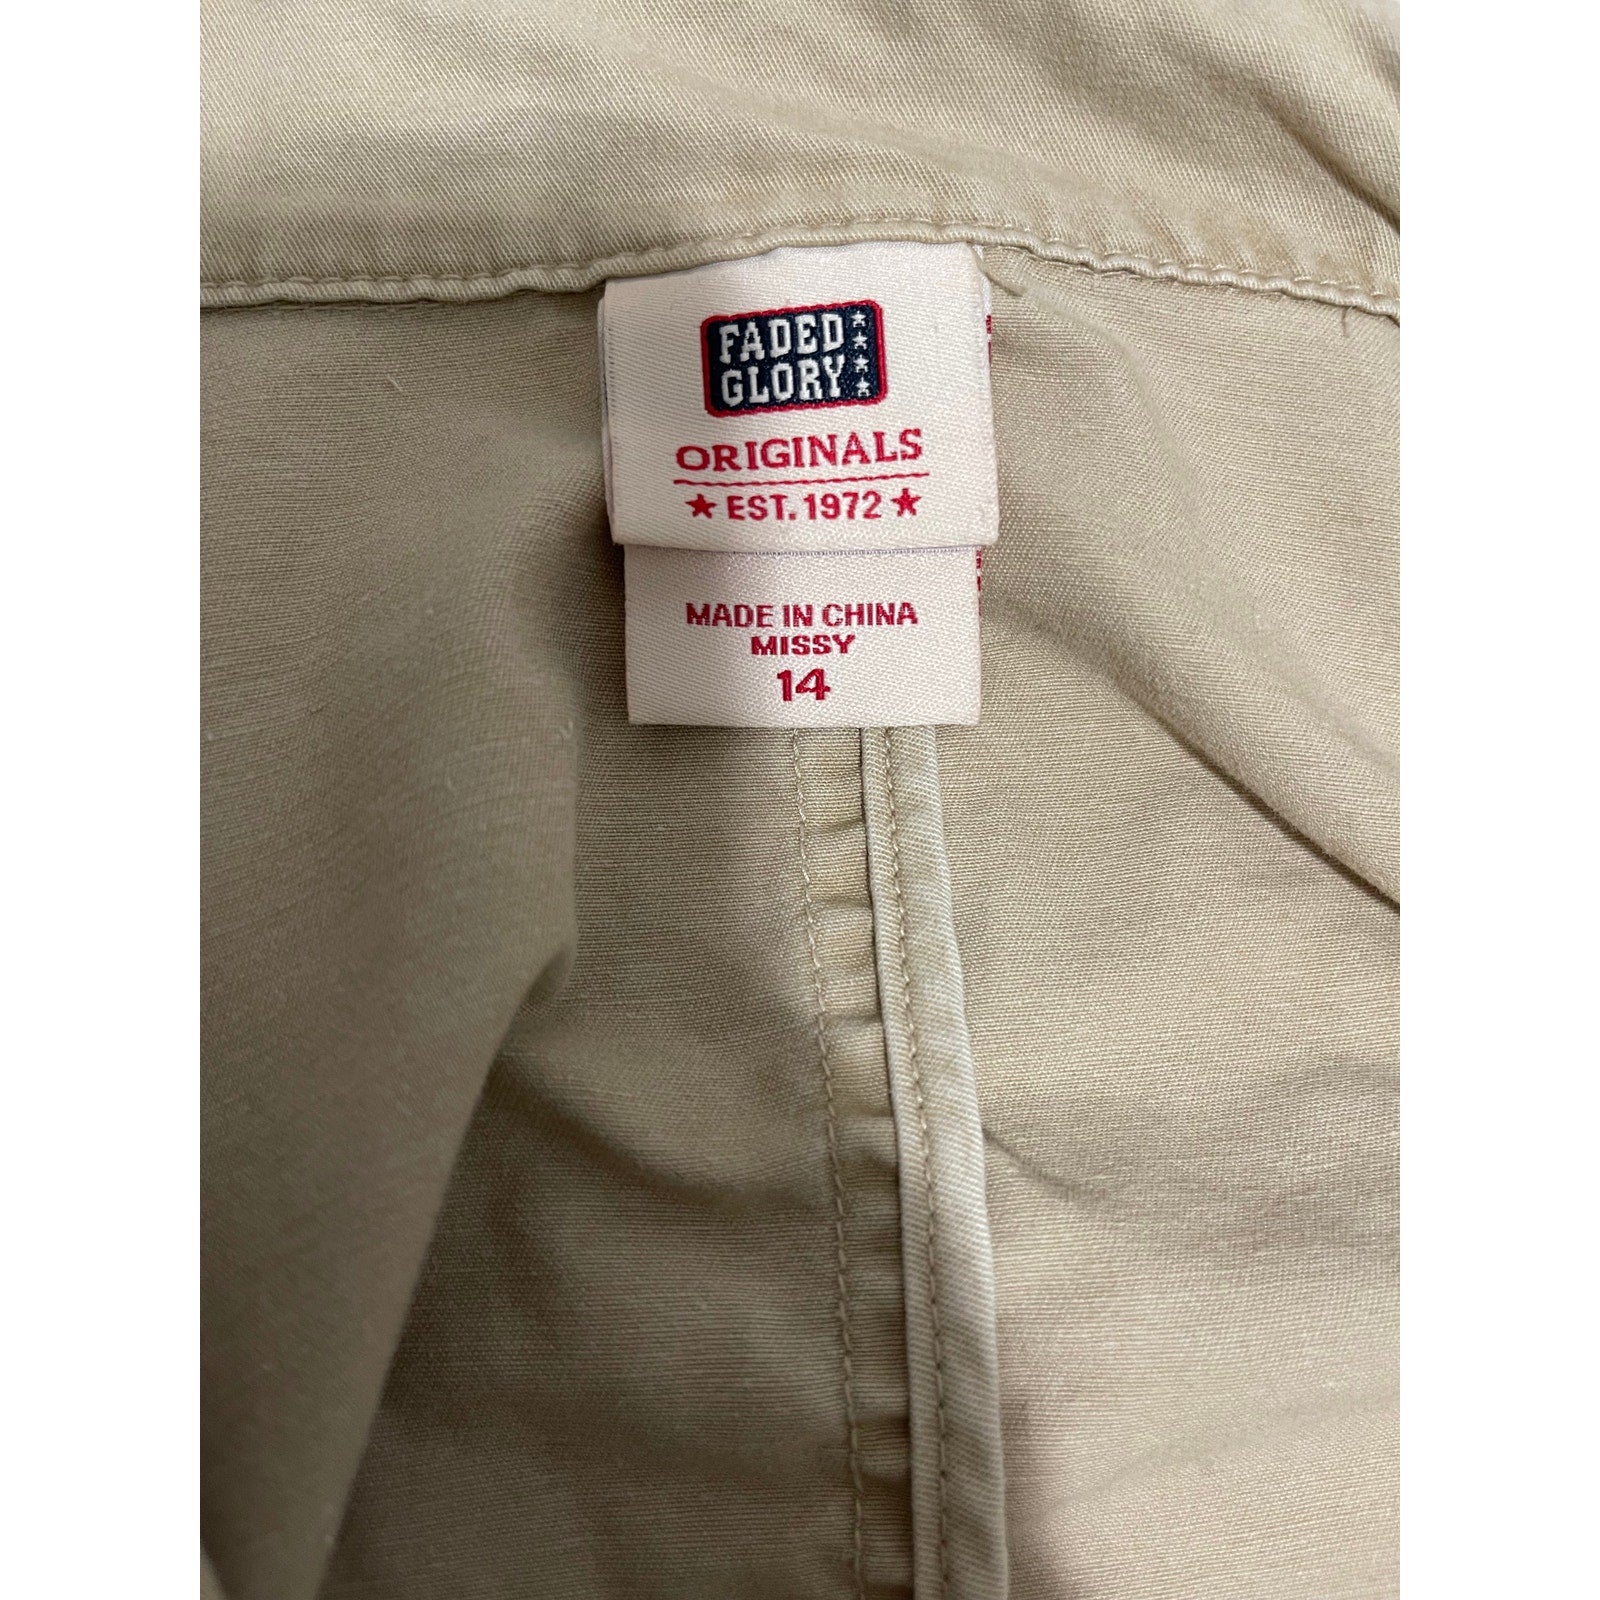 FADED
GLORY
ORIGINALS
★ EST. 1972 ★
MADE IN CHINA
MISSY
14